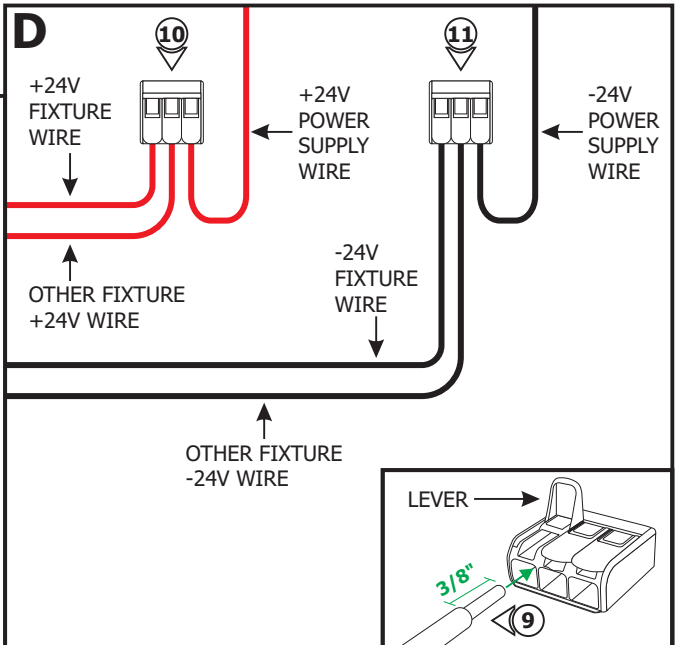 D
10
11
+24V
FIXTURE
WIRE
+24V
POWER
SUPPLY
WIRE
-24V
POWER
SUPPLY
WIRE
-24V
FIXTURE
WIRE
OTHER FIXTURE
+24V WIRE
OTHER FIXTURE
-24V WIRE
LEVER
3/8"
9